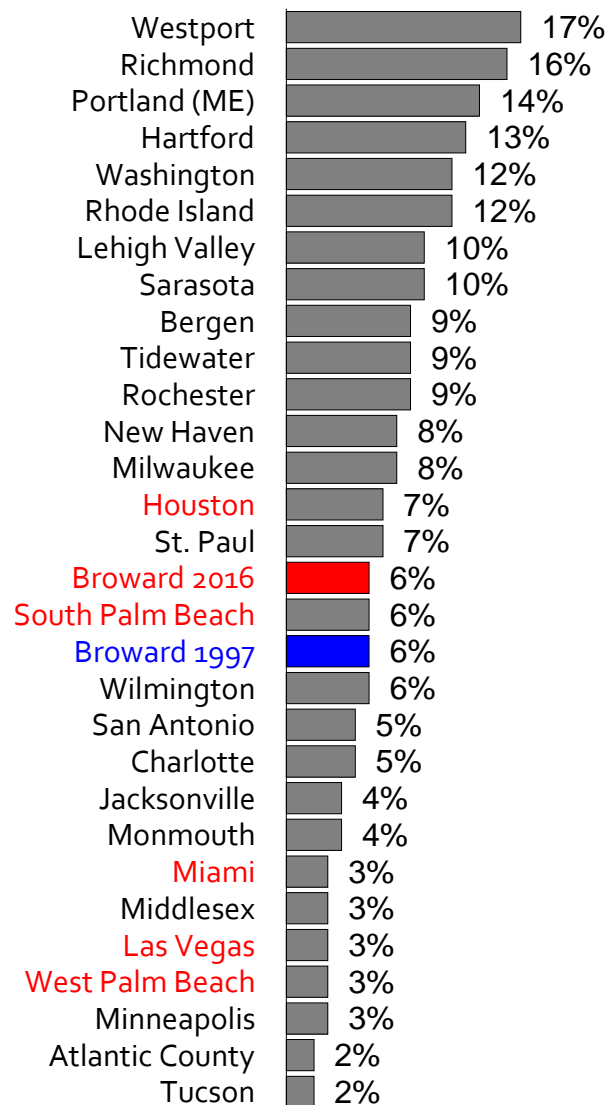 Westport 17%
Richmond 16%
Portland (ME) 14%
Hartford 13%
Washington 12%
Rhode Island 12%
Lehigh Valley 10%
Sarasota 10%
Bergen 9%
Tidewater 9%
Rochester 9%
New Haven 8%
Milwaukee 8%
Houston 7%
St. Paul 7%
Broward 2016 6%
South Palm Beach 6%
Broward 1997 6%
Wilmington 6%
San Antonio 5%
Charlotte 5%
Jacksonville 4%
Monmouth 4%
Miami 3%
Middlesex 3%
Las Vegas 3%
West Palm Beach 3%
Minneapolis 3%
Atlantic County 2%
Tucson 2%